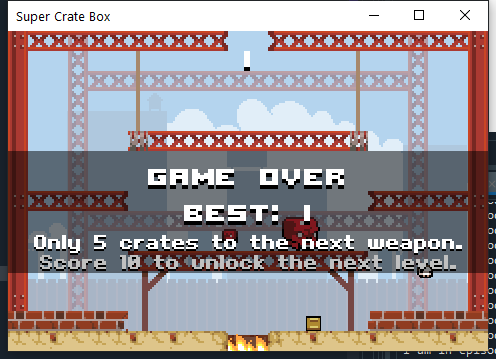 Super Crate Box
1
GAME OVER
BEST: 1
Only 5 crates to the next weapon.
Score 10 to unlock the next level.